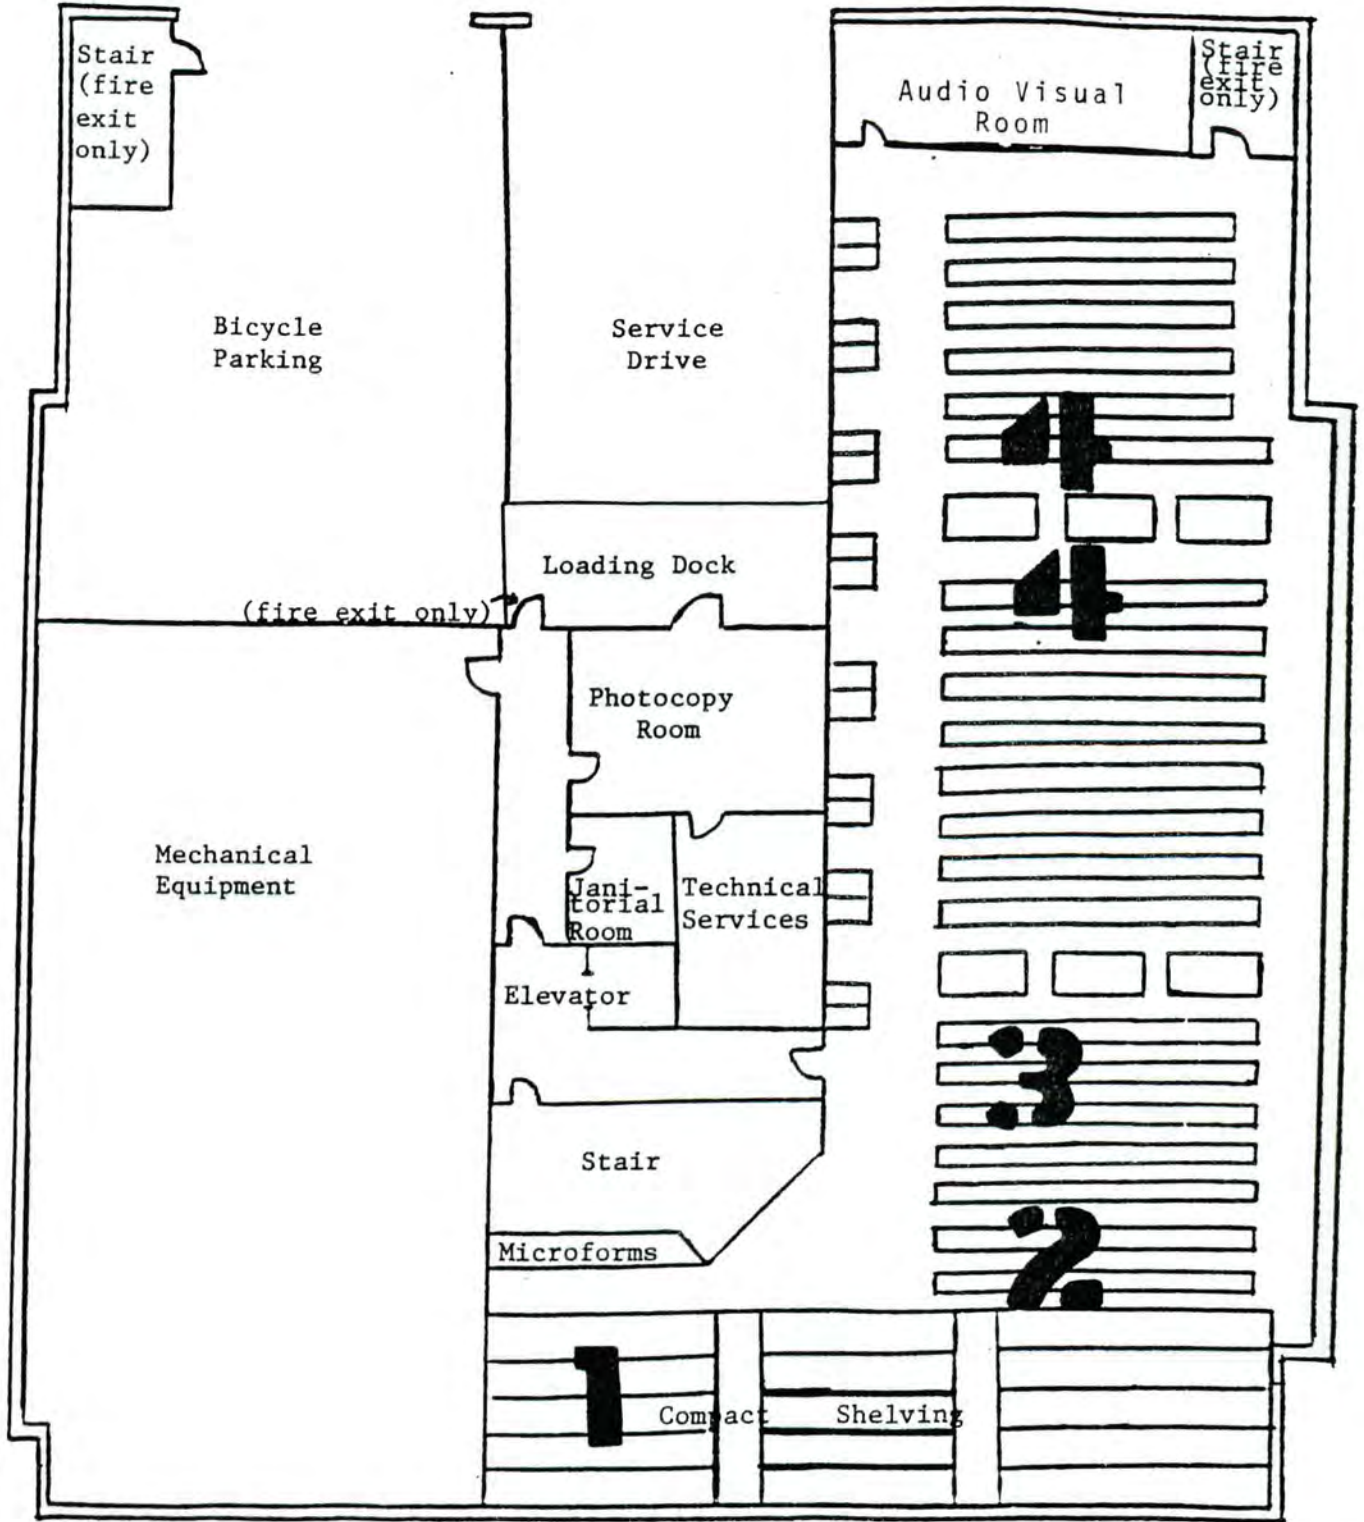 Stair
(fire
exit
only)
Audio Visual
Room
Stair
(fire
exit
only)
Bicycle
Parking
Service
Drive
4
Loading Dock
4
(fire exit only)
Photocopy
Room
Mechanical
Equipment
Jani-
torial
Room
Technical
Services
Elevator
3
Stair
2
Microforms
1
Compact Shelving